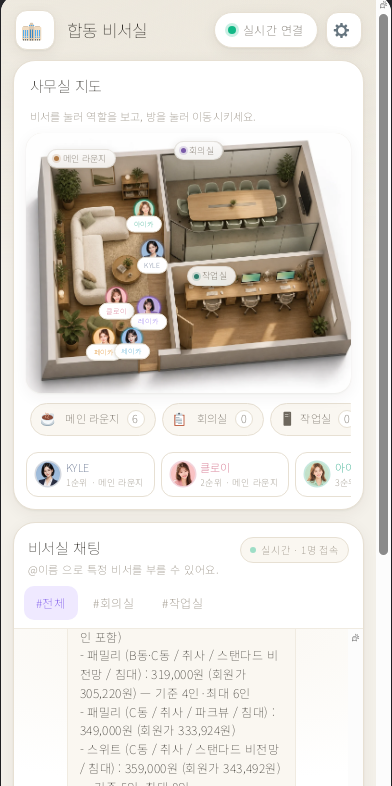 합동 비서실
실시간 연결
사무실 지도
비서를 눌러 역할을 보고, 방을 눌러 이동시키세요.
메인 라운지
회의실
아이카
KYLE
작업실
클로이
레이카
메인 라운지 6
회의실 0
작업실 0
KYLE
1순위 · 메인 라운지
클로이
2순위 · 메인 라운지
3순
비서실 채팅
실시간 · 1명 접속
@이름 으로 특정 비서를 부를 수 있어요.
#전체
#회의실
#작업실
인 포함)
- 패밀리 (B동·C동 / 취사 / 스탠다드 비
전망 / 침대) : 319,000원 (회원가
305,220원) — 기준 4인·최대 6인
- 패밀리 (C동 / 취사 / 파크뷰 / 침대) :
349,000원 (회원가 333,924원)
- 스위트 (C동 / 취사 / 스탠다드 비전망
/ 침대) : 359,000원 (회원가 343,492원)